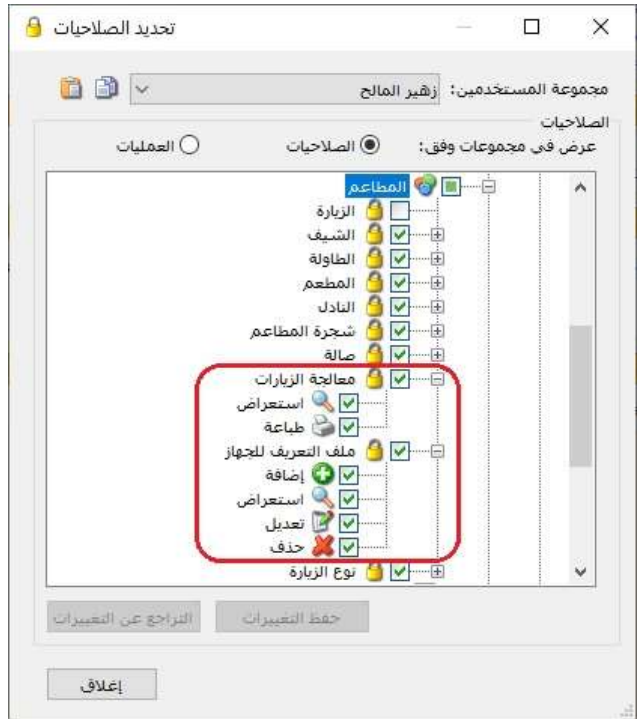 تحديد الصلاحيات
مجموعة المستخدمين: زهير المالح
الصلاحيات
عرض في مجموعات وفق: الصلاحيات العمليات
المطاعم
الزيارة
الشيف
الطاولة
المطعم
النادل
شجرة المطاعم
صالة
معالجة الزيارات
استعراض
طباعة
ملف التعريف للجهاز
إضافة
استعراض
تعديل
حذف
نوع الزيارة
حفظ التغييرات التراجع عن التغييرات
إغلاق